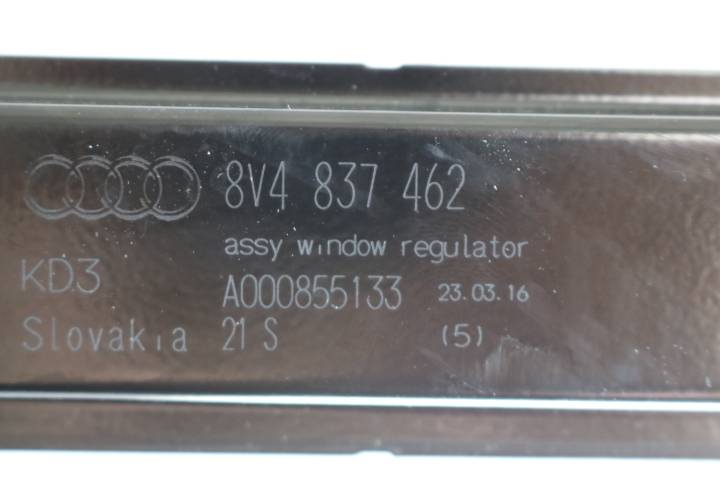 8V4 837 462
assy window regulator
KD3 A000855133 23.03.16
Slovakia 21 S (5)